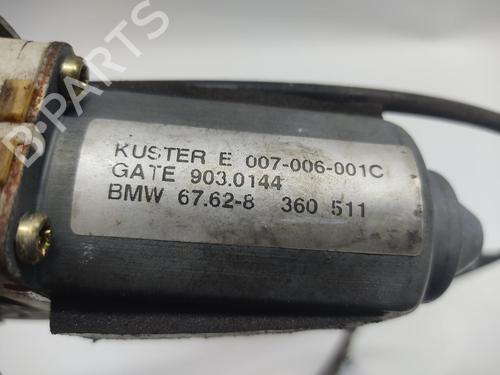 KUSTER E 007-006-001C
GATE 903.0144
BMW 67.62-8 360 511
B-PARTS